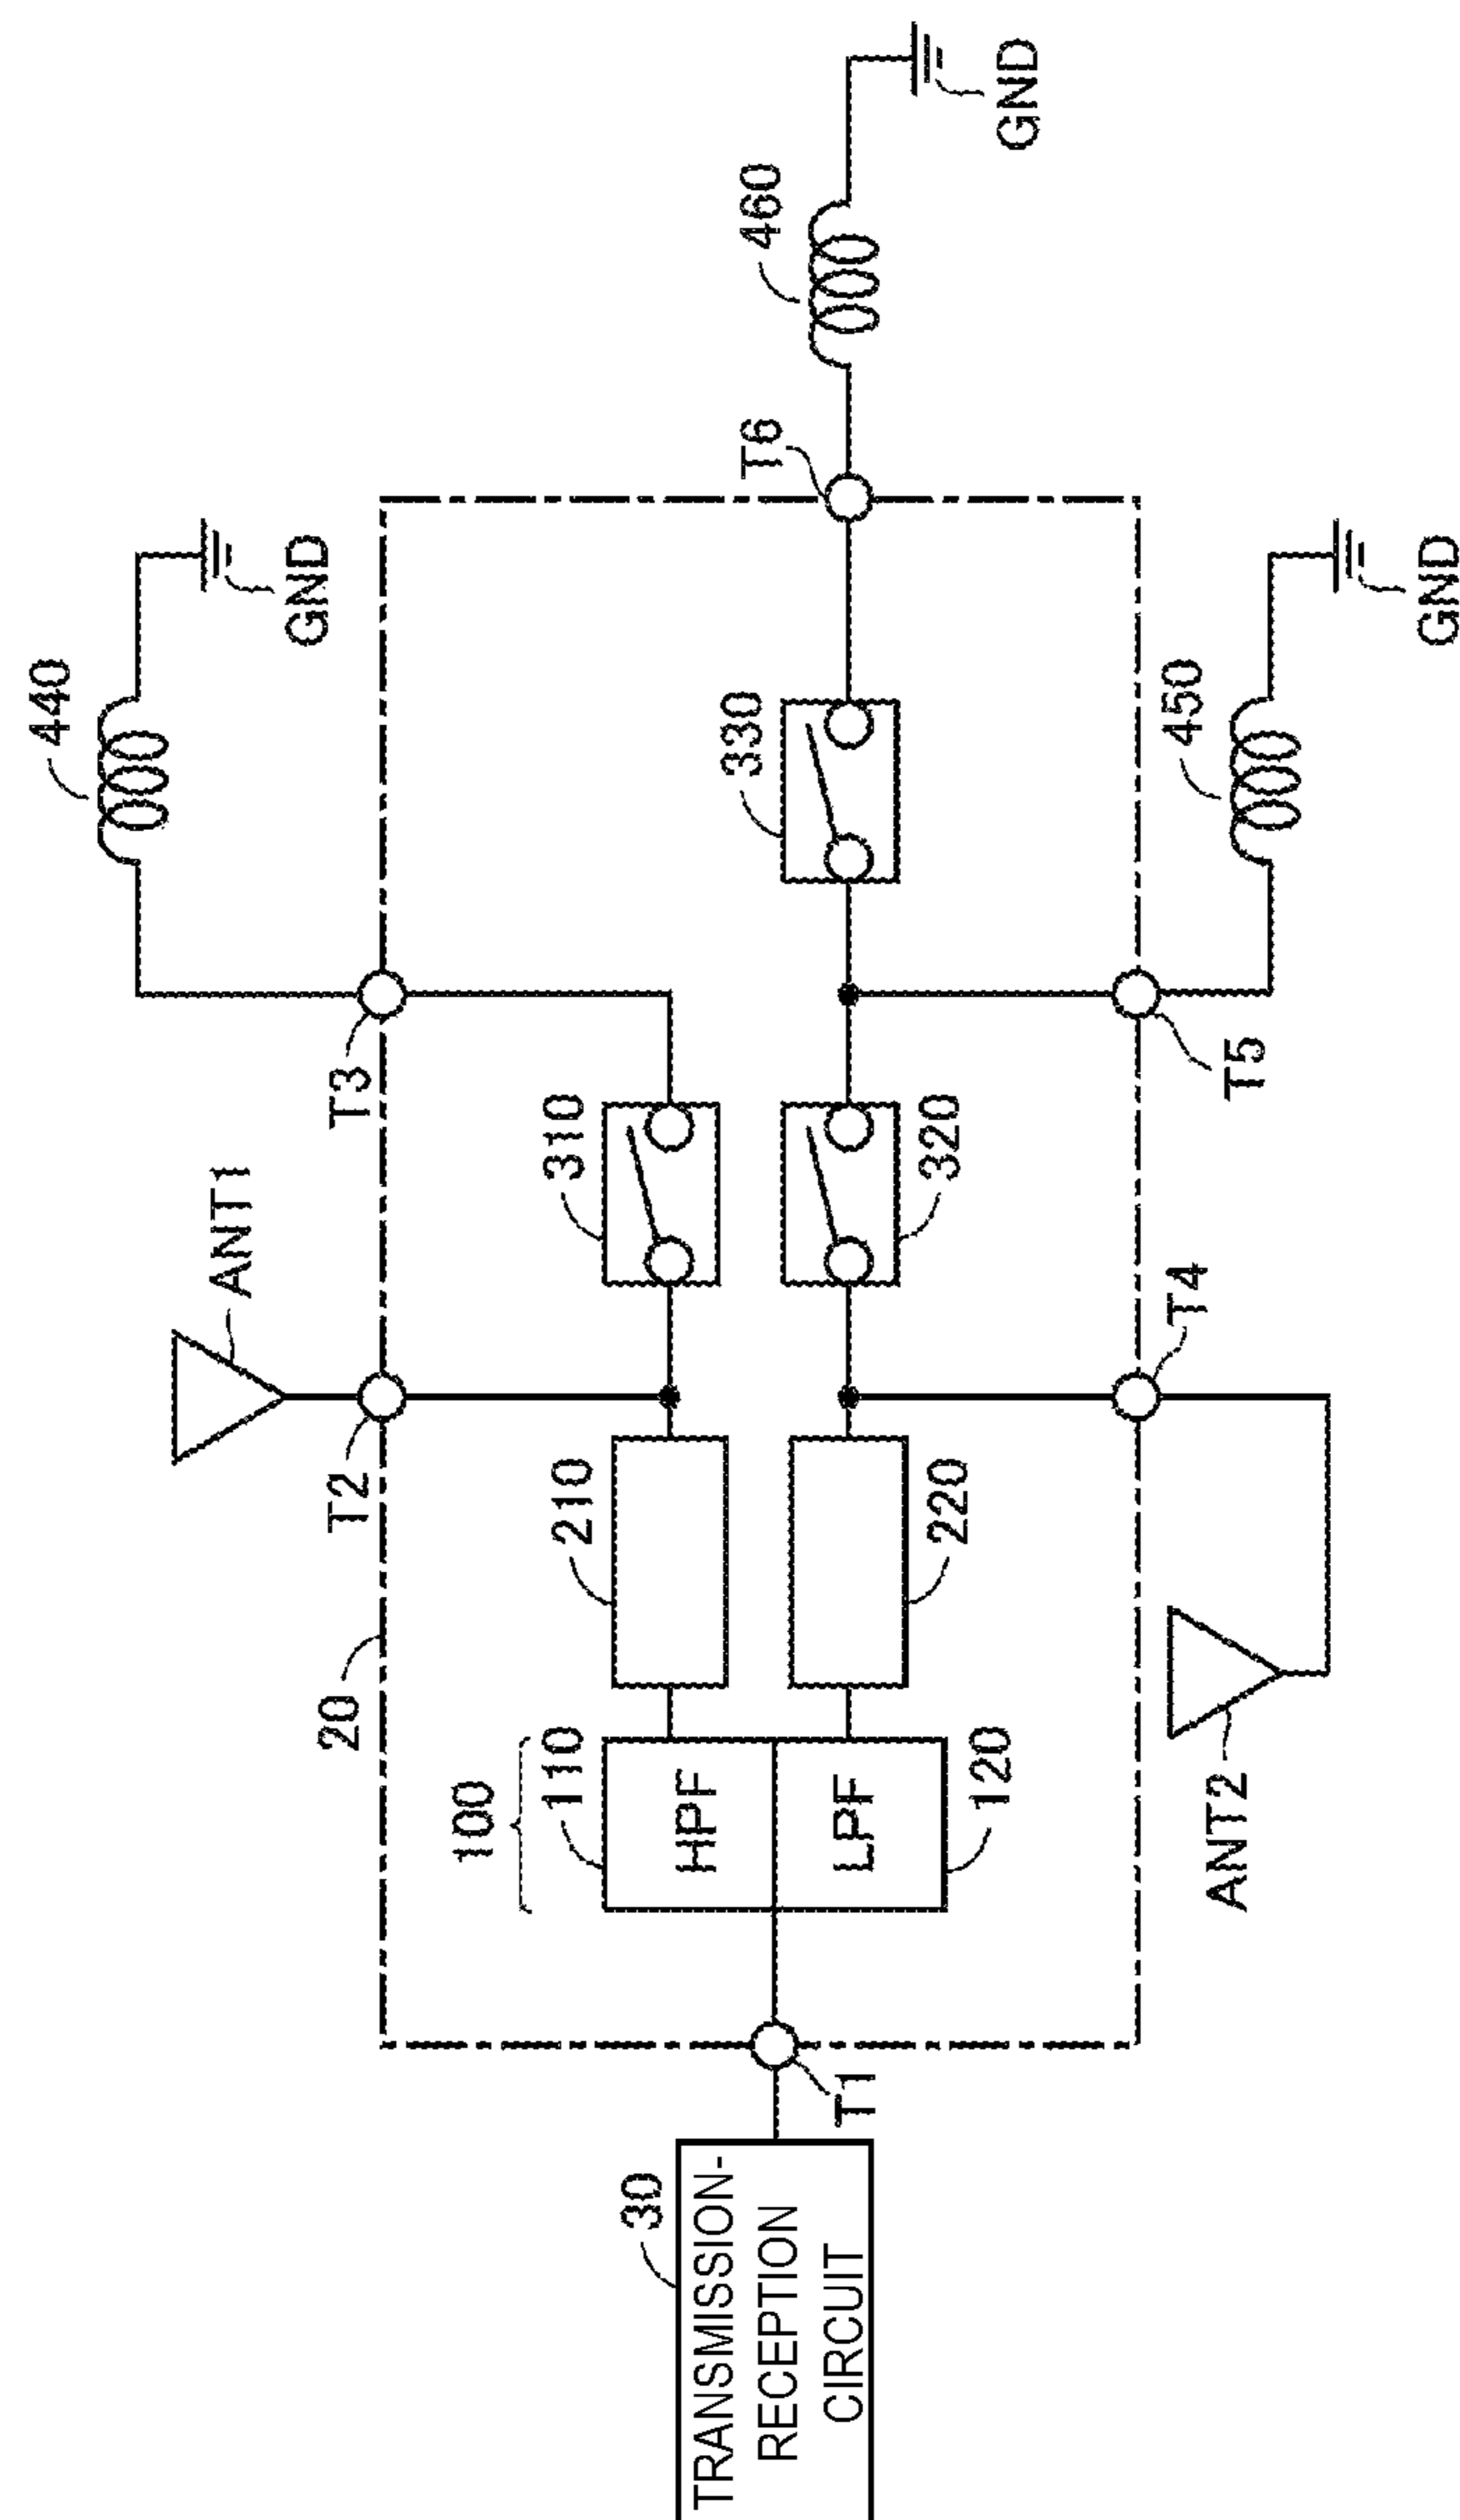 30
TRANSMISSION-
RECEPTION
CIRCUIT
T1
20
100
110
HPF
LPF
120
210
220
T2
ANT1
T4
ANT2
310
320
T3
T5
440
GND
330
450
GND
T6
460
GND